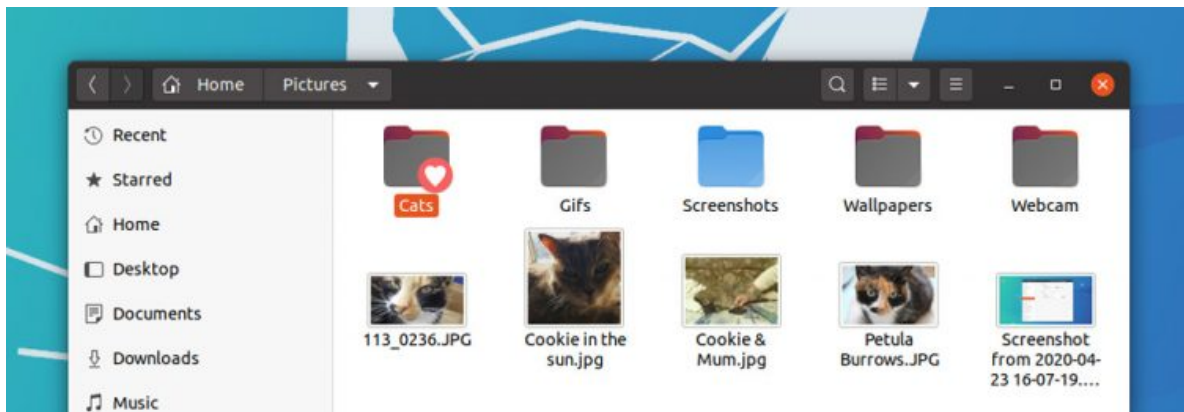 Home Pictures
Recent
Starred
Home
Desktop
Documents
Downloads
Music
Cats Gifs Screenshots Wallpapers Webcam
113_0236.JPG
Cookie in the
sun.jpg
Cookie &
Mum.jpg
Petula
Burrows.JPG
Screenshot
from 2020-04-
23 16-07-19.…